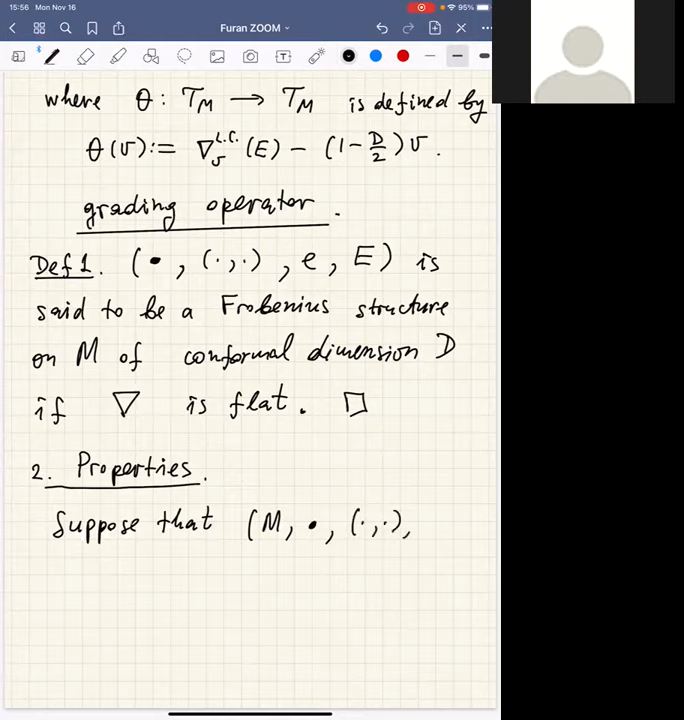 15:56 Mon Nov 16
95%
Furan ZOOM
where θ : T_M ⟶ T_M is defined by
θ(v) := ∇_v^{L.C.} (E) − (1 − D/2) v .
grading operator .
Def 1. ( • , (·,·) , e , E ) is
said to be a Frobenius structure
on M of conformal dimension D
if ∇ is flat. □
2. Properties.
Suppose that (M, • , (·,·),